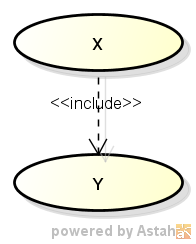 X
<<include>>
Y
powered by Astah